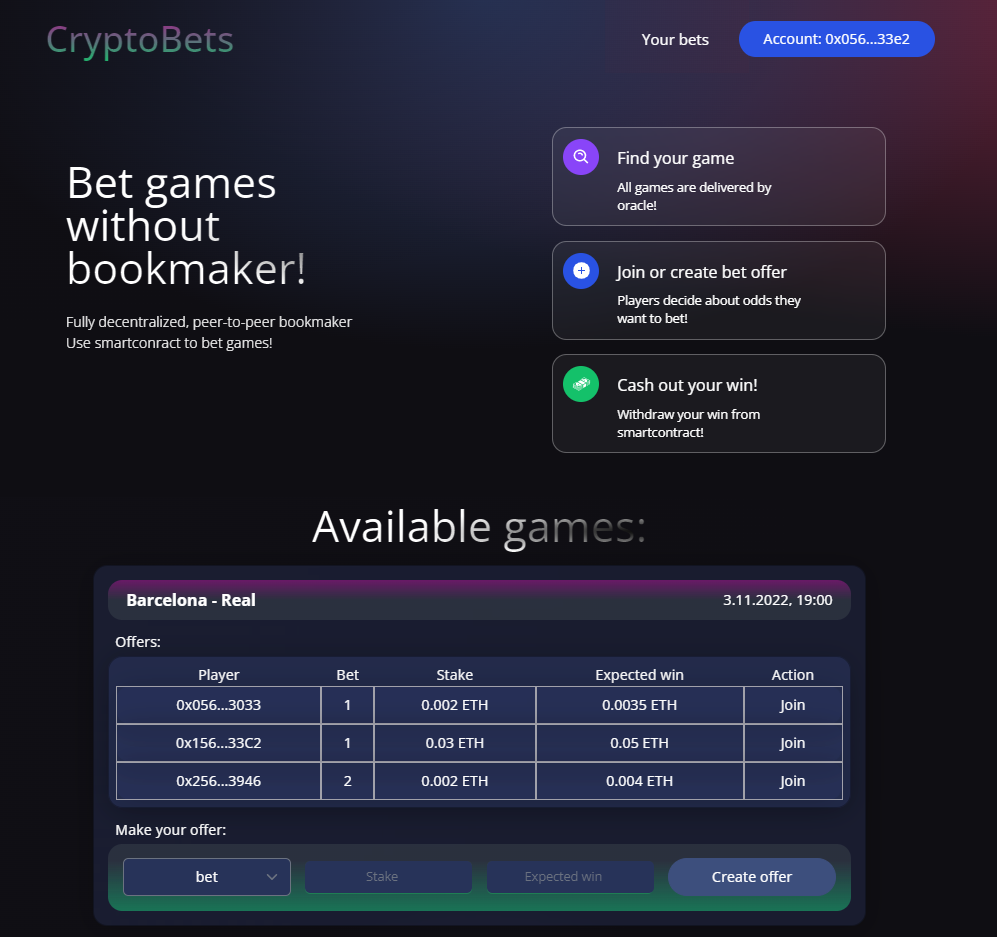 CryptoBets
Your bets
Account: 0x056...33e2
Bet games
without
bookmaker!
Fully decentralized, peer-to-peer bookmaker
Use smartconract to bet games!
Find your game
All games are delivered by
oracle!
Join or create bet offer
Players decide about odds they
want to bet!
Cash out your win!
Withdraw your win from
smartcontract!
Available games:
Barcelona - Real 3.11.2022, 19:00
Offers:
Player Bet Stake Expected win Action
0x056...3033 1 0.002 ETH 0.0035 ETH Join
0x156...33C2 1 0.03 ETH 0.05 ETH Join
0x256...3946 2 0.002 ETH 0.004 ETH Join
Make your offer:
bet Stake Expected win Create offer